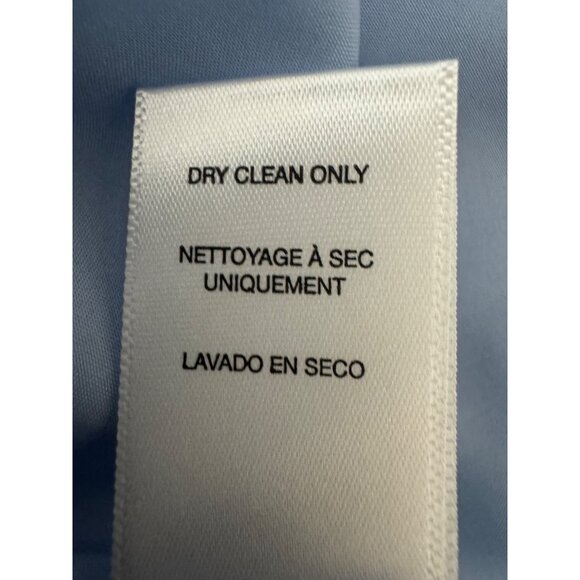 DRY CLEAN ONLY
NETTOYAGE À SEC
UNIQUEMENT
LAVADO EN SECO